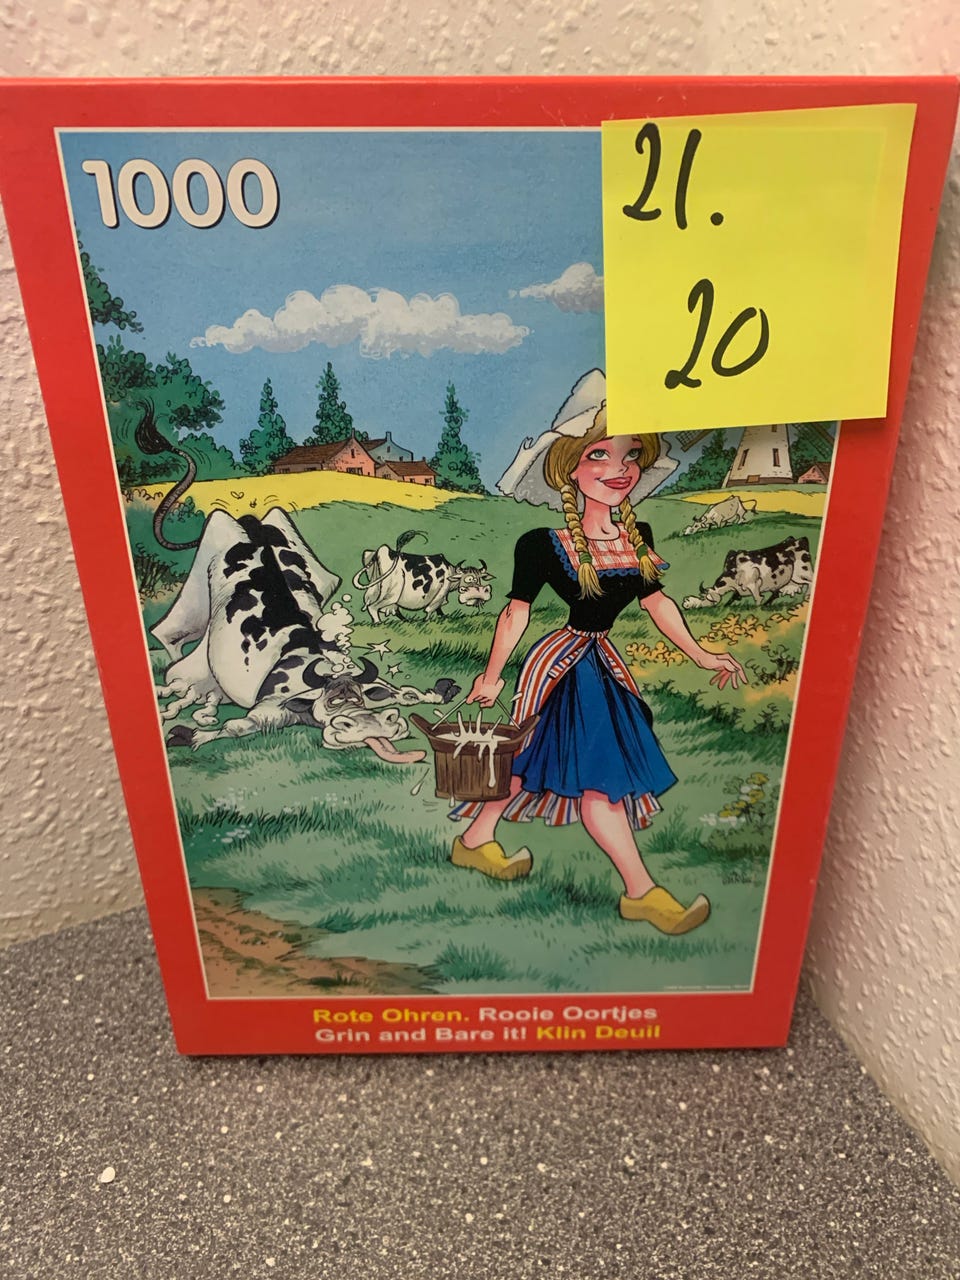 1000
21.
20
Rote Ohren. Rooie Oortjes
Grin and Bare It! Klin Deuil